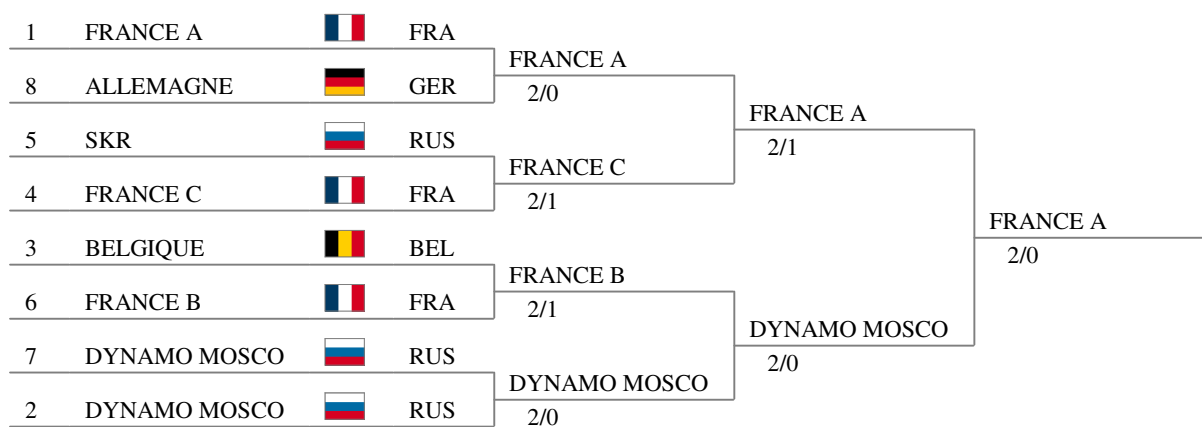 1 FRANCE A FRA
FRANCE A
8 ALLEMAGNE GER
2/0
FRANCE A
5 SKR RUS
2/1
FRANCE C
4 FRANCE C FRA
2/1
FRANCE A
3 BELGIQUE BEL
2/0
FRANCE B
6 FRANCE B FRA
2/1
DYNAMO MOSCO
7 DYNAMO MOSCO RUS
2/0
DYNAMO MOSCO
2 DYNAMO MOSCO RUS
2/0